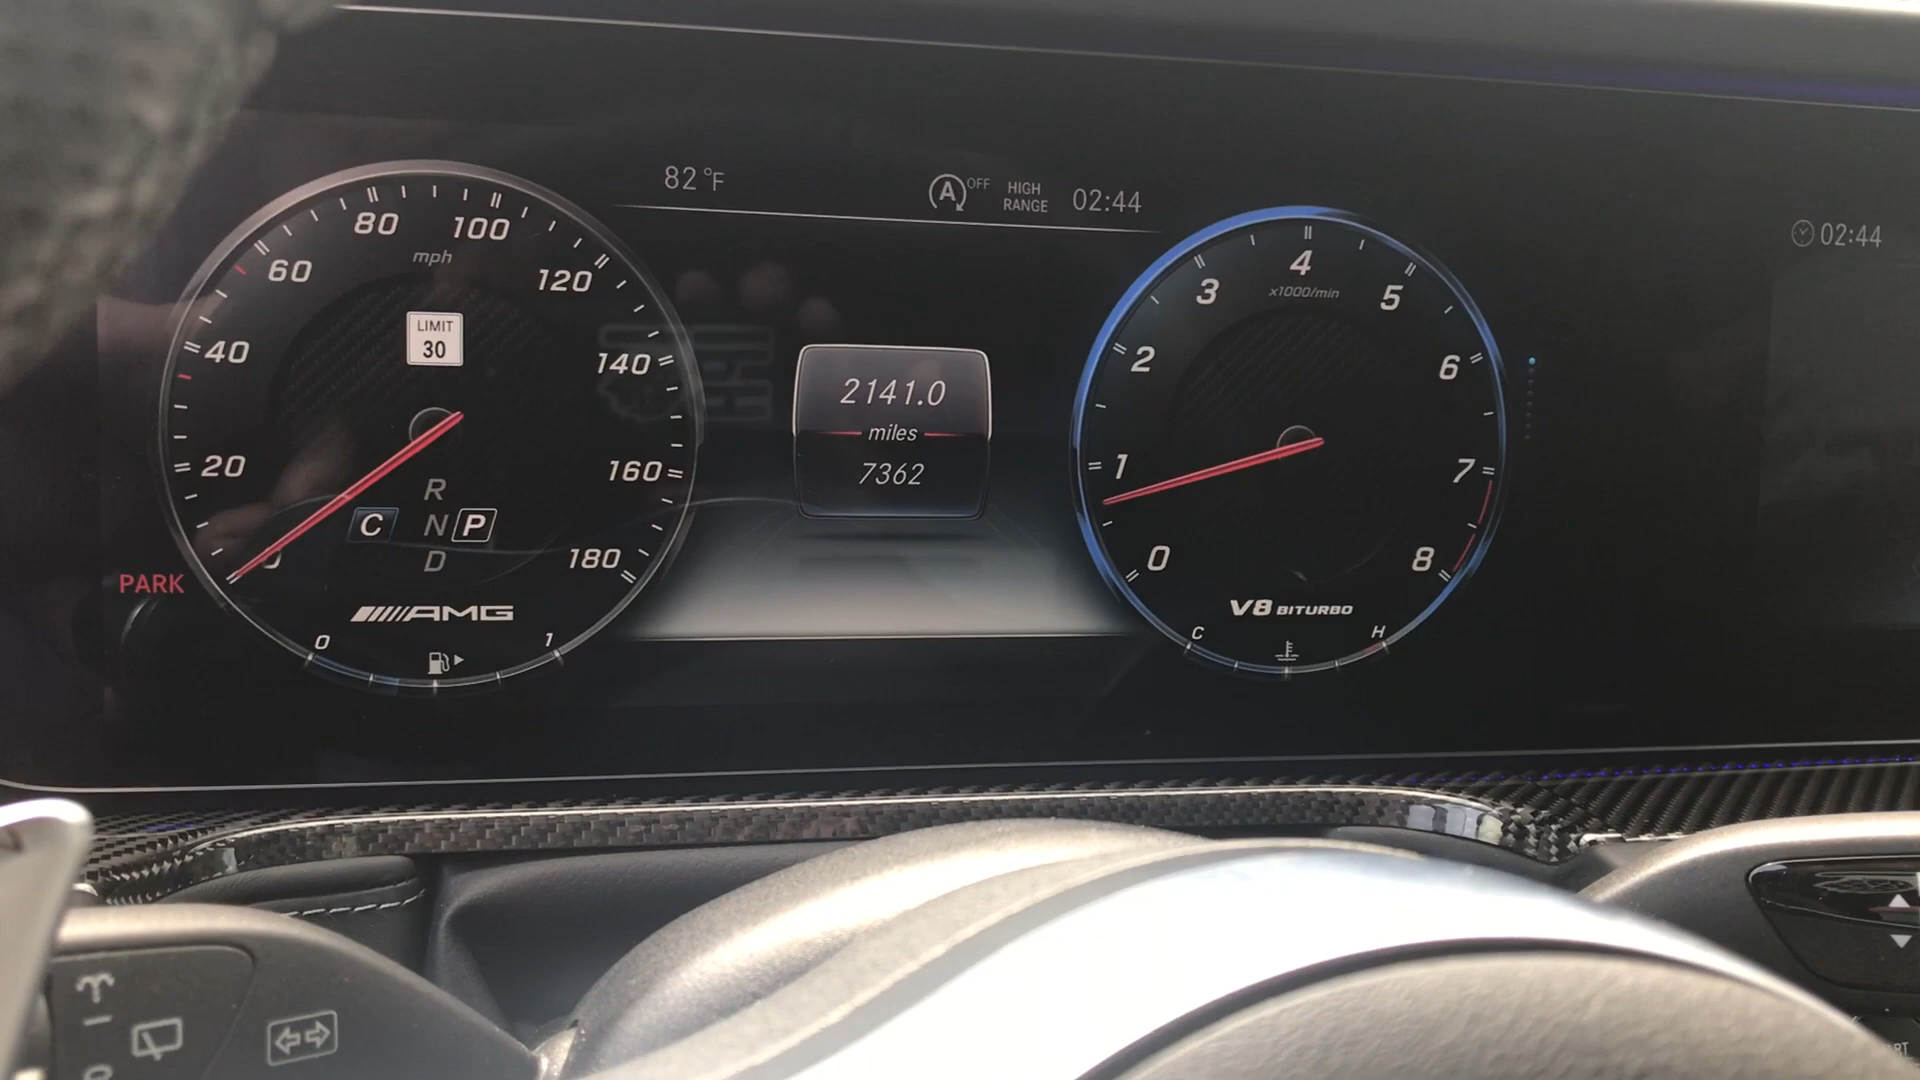 82 °F
A OFF
HIGH
RANGE
02:44
02:44
80
100
mph
60
120
LIMIT
30
40
140
20
160
R
C
N
P
D
180
PARK
AMG
0
1
2141.0
miles
7362
4
3
5
x1000/min
2
6
1
7
0
8
V8 BITURBO
C
H